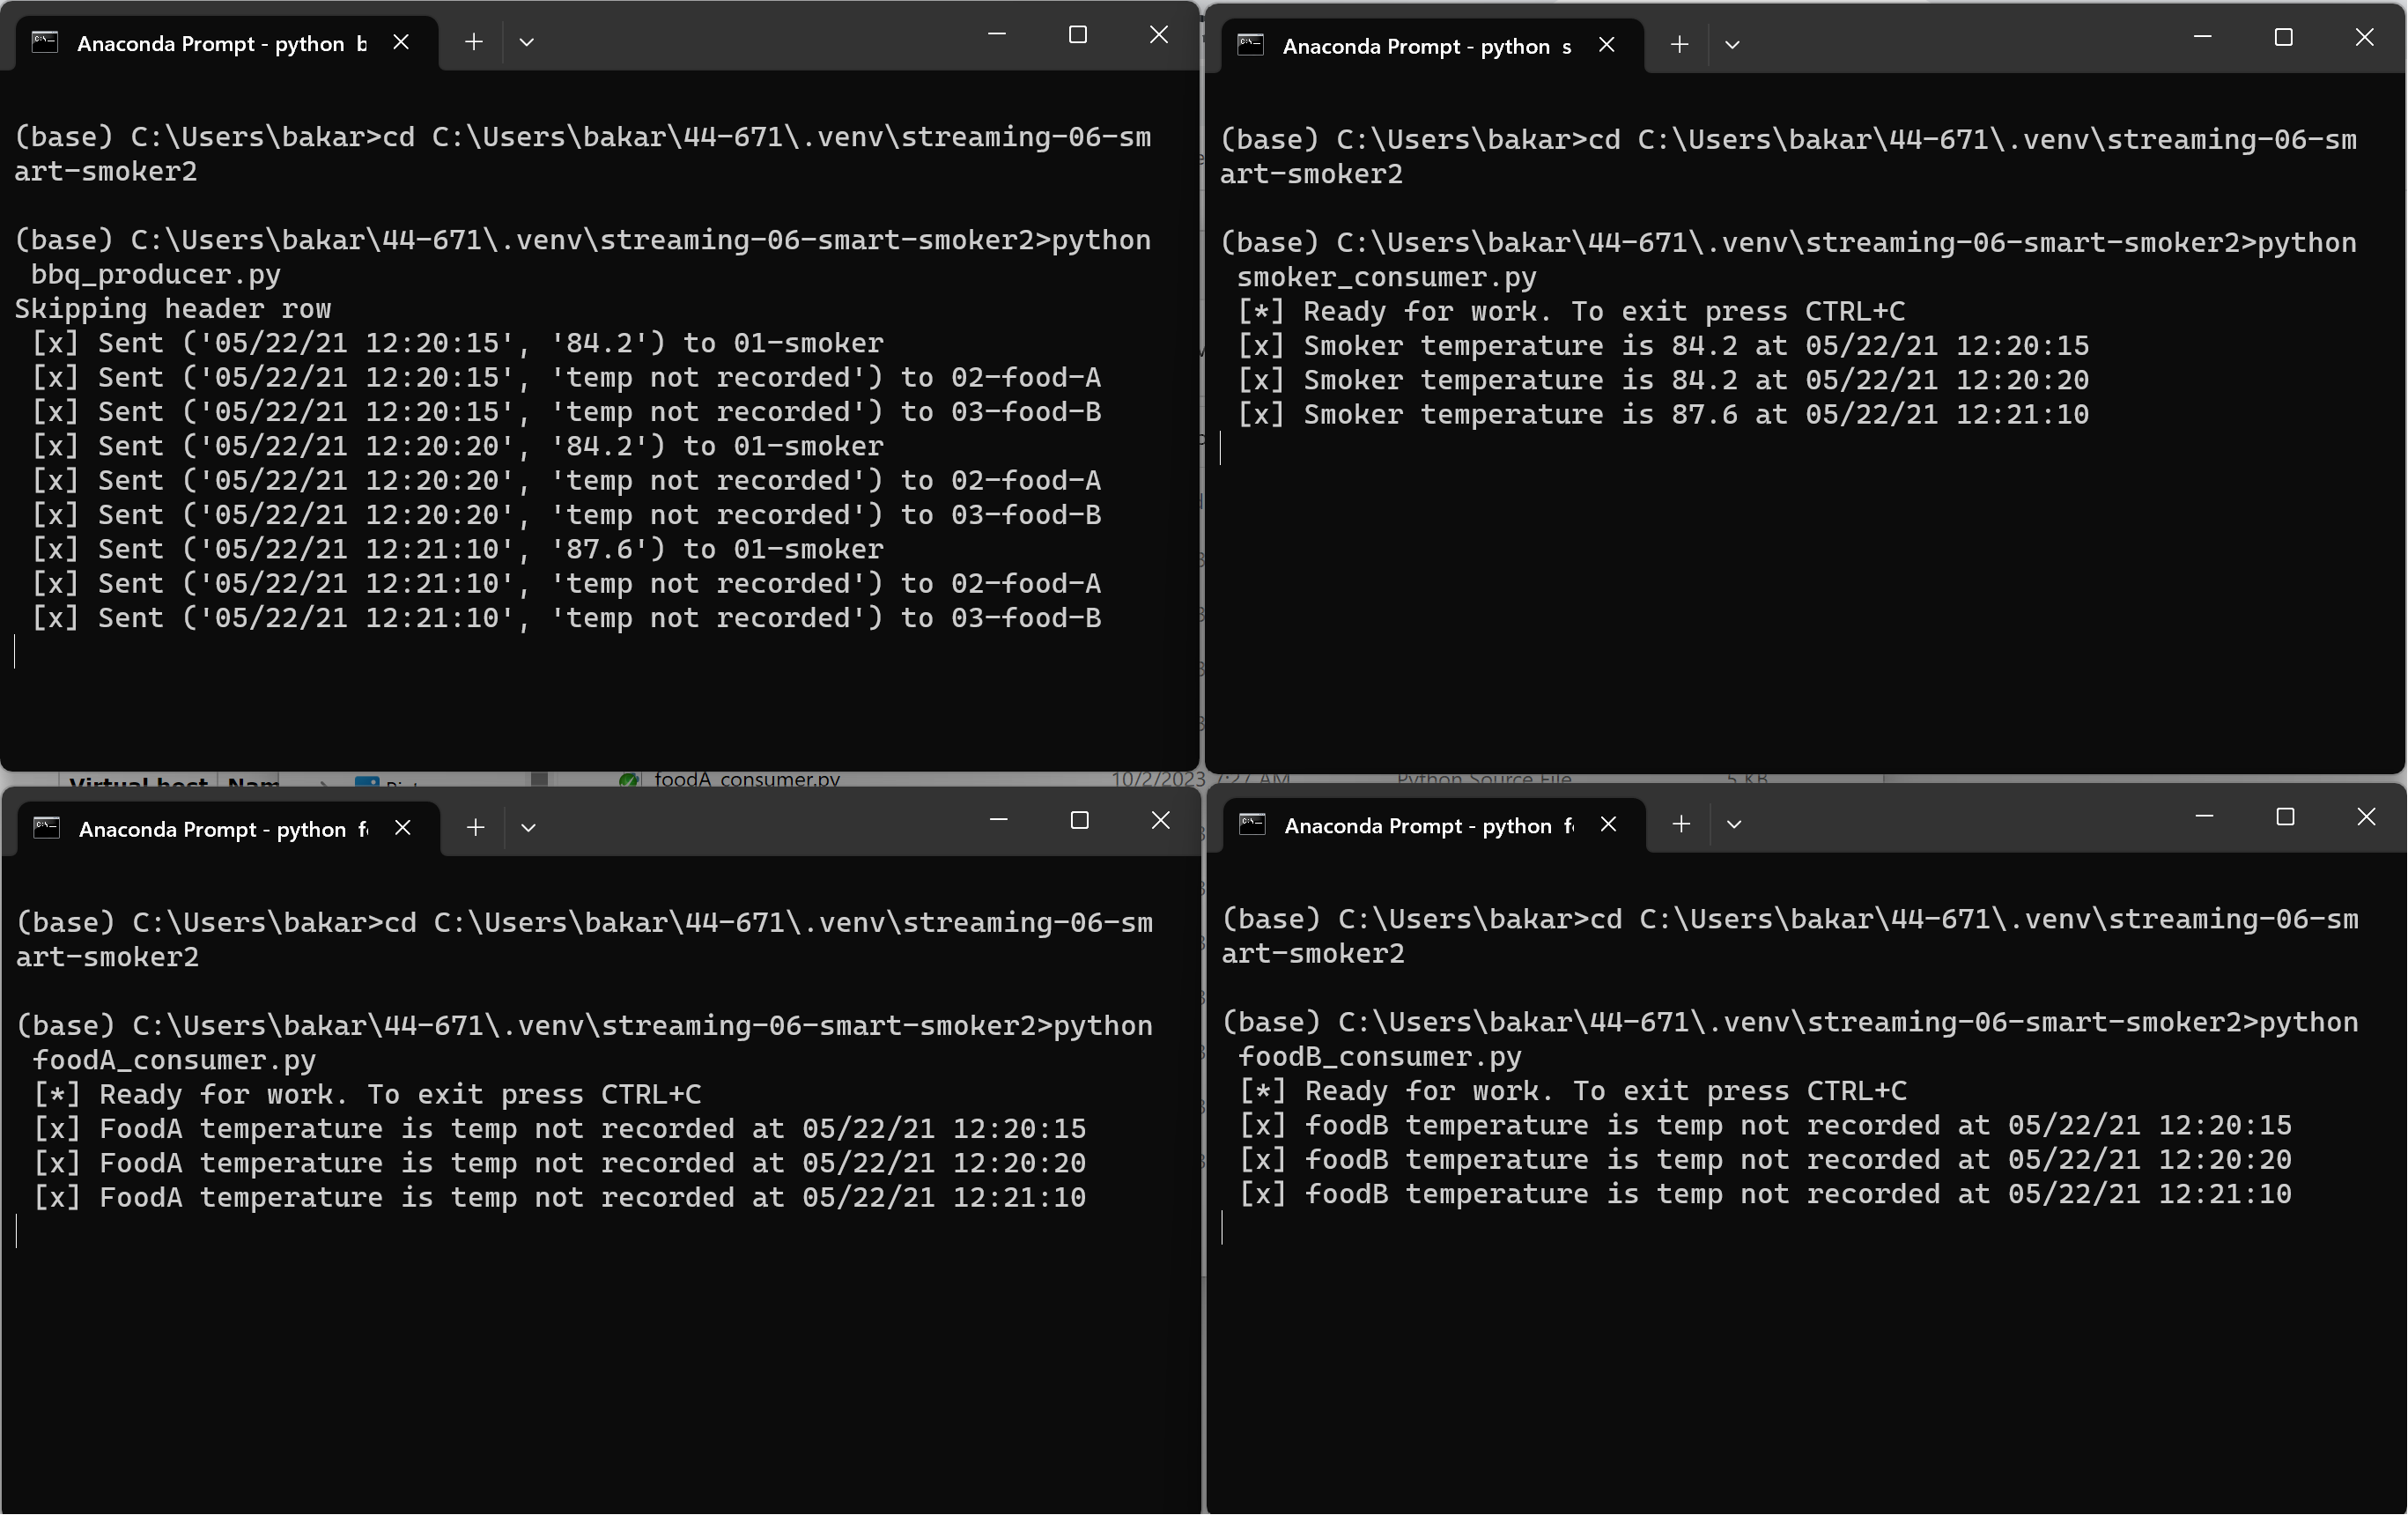 Anaconda Prompt - python b
(base) C:\Users\bakar>cd C:\Users\bakar\44-671\.venv\streaming-06-sm
art-smoker2
(base) C:\Users\bakar\44-671\.venv\streaming-06-smart-smoker2>python
bbq_producer.py
Skipping header row
[x] Sent ('05/22/21 12:20:15', '84.2') to 01-smoker
[x] Sent ('05/22/21 12:20:15', 'temp not recorded') to 02-food-A
[x] Sent ('05/22/21 12:20:15', 'temp not recorded') to 03-food-B
[x] Sent ('05/22/21 12:20:20', '84.2') to 01-smoker
[x] Sent ('05/22/21 12:20:20', 'temp not recorded') to 02-food-A
[x] Sent ('05/22/21 12:20:20', 'temp not recorded') to 03-food-B
[x] Sent ('05/22/21 12:21:10', '87.6') to 01-smoker
[x] Sent ('05/22/21 12:21:10', 'temp not recorded') to 02-food-A
[x] Sent ('05/22/21 12:21:10', 'temp not recorded') to 03-food-B
Anaconda Prompt - python s
(base) C:\Users\bakar>cd C:\Users\bakar\44-671\.venv\streaming-06-sm
art-smoker2
(base) C:\Users\bakar\44-671\.venv\streaming-06-smart-smoker2>python
smoker_consumer.py
[*] Ready for work. To exit press CTRL+C
[x] Smoker temperature is 84.2 at 05/22/21 12:20:15
[x] Smoker temperature is 84.2 at 05/22/21 12:20:20
[x] Smoker temperature is 87.6 at 05/22/21 12:21:10
Virtual host Nam foodA_consumer.py 10/2/2023 7:27 AM Python Source File 5 KB
Anaconda Prompt - python f
(base) C:\Users\bakar>cd C:\Users\bakar\44-671\.venv\streaming-06-sm
art-smoker2
(base) C:\Users\bakar\44-671\.venv\streaming-06-smart-smoker2>python
foodA_consumer.py
[*] Ready for work. To exit press CTRL+C
[x] FoodA temperature is temp not recorded at 05/22/21 12:20:15
[x] FoodA temperature is temp not recorded at 05/22/21 12:20:20
[x] FoodA temperature is temp not recorded at 05/22/21 12:21:10
Anaconda Prompt - python f
(base) C:\Users\bakar>cd C:\Users\bakar\44-671\.venv\streaming-06-sm
art-smoker2
(base) C:\Users\bakar\44-671\.venv\streaming-06-smart-smoker2>python
foodB_consumer.py
[*] Ready for work. To exit press CTRL+C
[x] foodB temperature is temp not recorded at 05/22/21 12:20:15
[x] foodB temperature is temp not recorded at 05/22/21 12:20:20
[x] foodB temperature is temp not recorded at 05/22/21 12:21:10